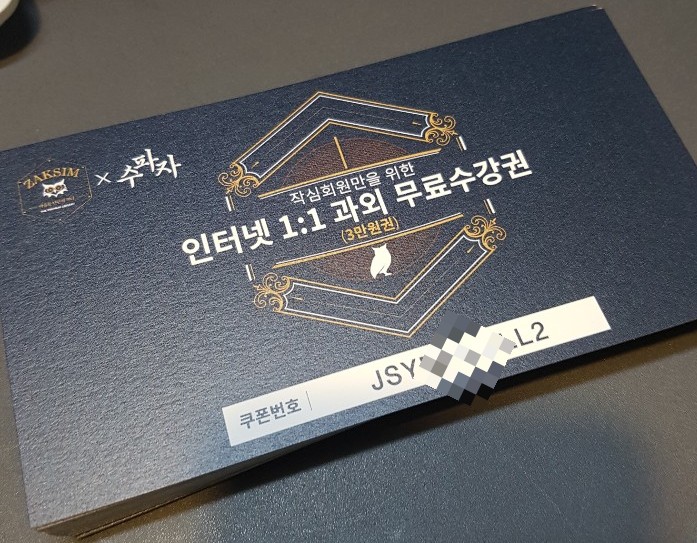 ZAKSIM × 수파자
작심회원만을 위한
인터넷 1:1 과외 무료수강권
(3만원권)
쿠폰번호 JSY LL2